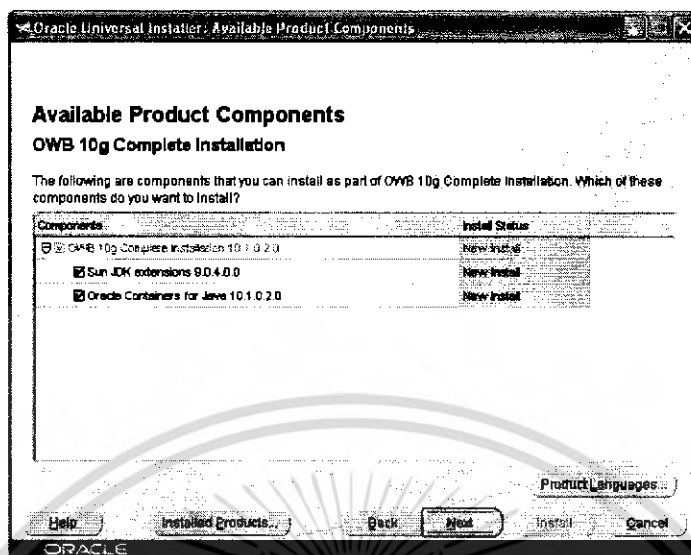 Oracle Universal Installer: Available Product Components
Available Product Components
OWB 10g Complete Installation
The following are components that you can install as part of OWB 10g Complete Installation. Which of these
components do you want to install?
Components Install Status
OWB 10g Complete Installation 10.1.0.2.0 New Install
Sun JDK extensions 9.0.4.0.0 New Install
Oracle Containers for Java 10.1.0.2.0 New Install
Product Languages...
Help Installed Products... Back Next Install Cancel
ORACLE